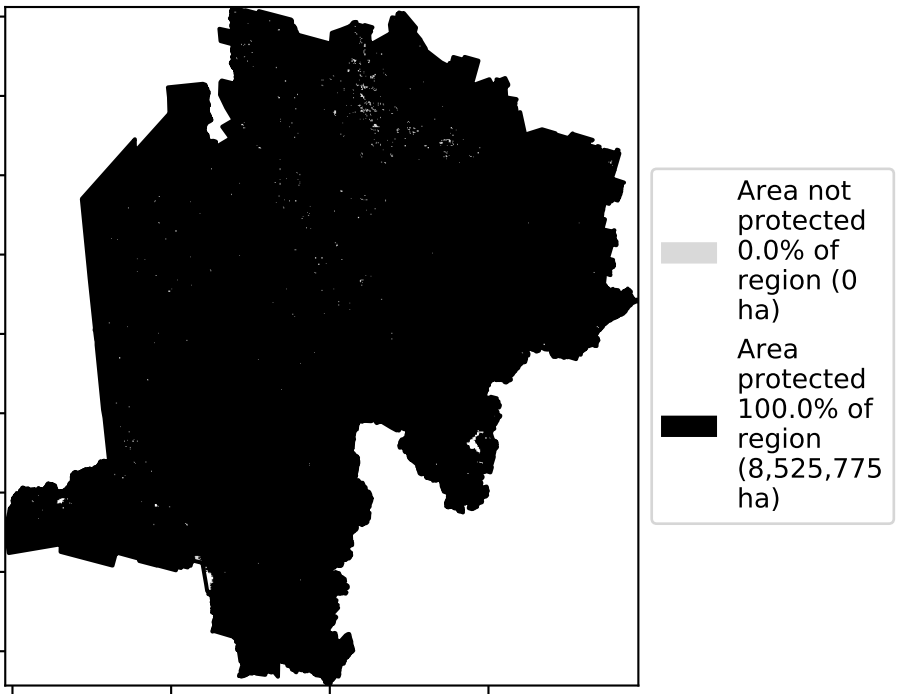 Area not
protected
0.0% of
region (0
ha)
Area
protected
100.0% of
region
(8,525,775
ha)